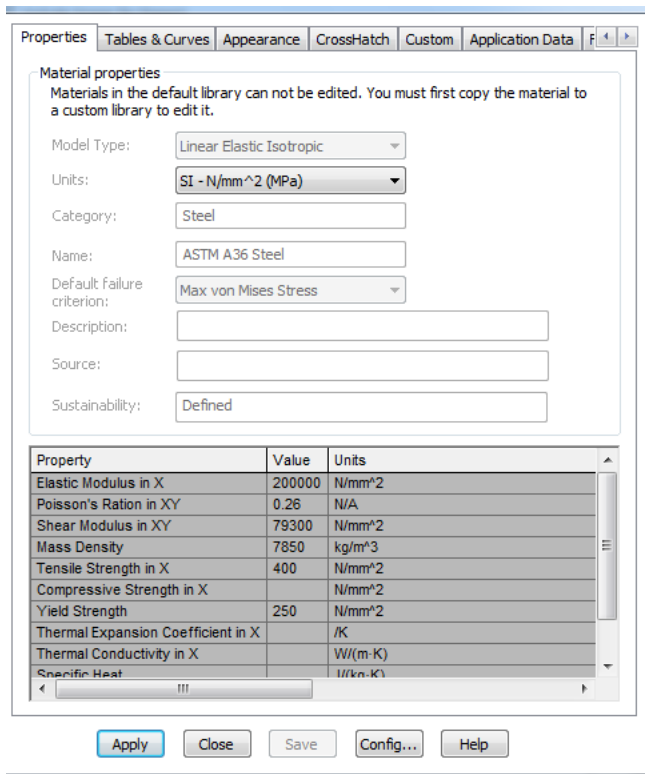 Properties Tables & Curves Appearance CrossHatch Custom Application Data F
Material properties
Materials in the default library can not be edited. You must first copy the material to
a custom library to edit it.
Model Type: Linear Elastic Isotropic
Units: SI - N/mm^2 (MPa)
Category: Steel
Name: ASTM A36 Steel
Default failure
criterion: Max von Mises Stress
Description:
Source:
Sustainability: Defined
Property Value Units
Elastic Modulus in X 200000 N/mm^2
Poisson's Ration in XY 0.26 N/A
Shear Modulus in XY 79300 N/mm^2
Mass Density 7850 kg/m^3
Tensile Strength in X 400 N/mm^2
Compressive Strength in X N/mm^2
Yield Strength 250 N/mm^2
Thermal Expansion Coefficient in X /K
Thermal Conductivity in X W/(m·K)
Specific Heat J/(kg·K)
Apply Close Save Config... Help